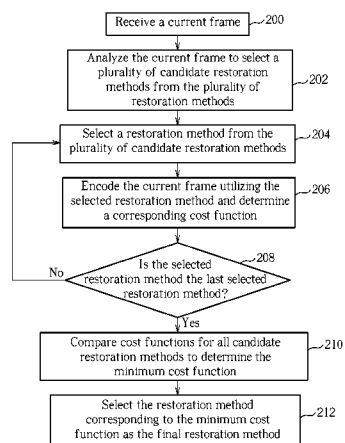 Receive a current frame
200
Analyze the current frame to select a
plurality of candidate restoration
methods from the plurality of
restoration methods
202
Select a restoration method from the
plurality of candidate restoration methods
204
Encode the current frame utilizing the
selected restoration method and determine
a corresponding cost function
206
Is the selected
restoration method the last selected
restoration method?
208
No
Yes
Compare cost functions for all candidate
restoration methods to determine the
minimum cost function
210
Select the restoration method
corresponding to the minimum cost
function as the final restoration method
212